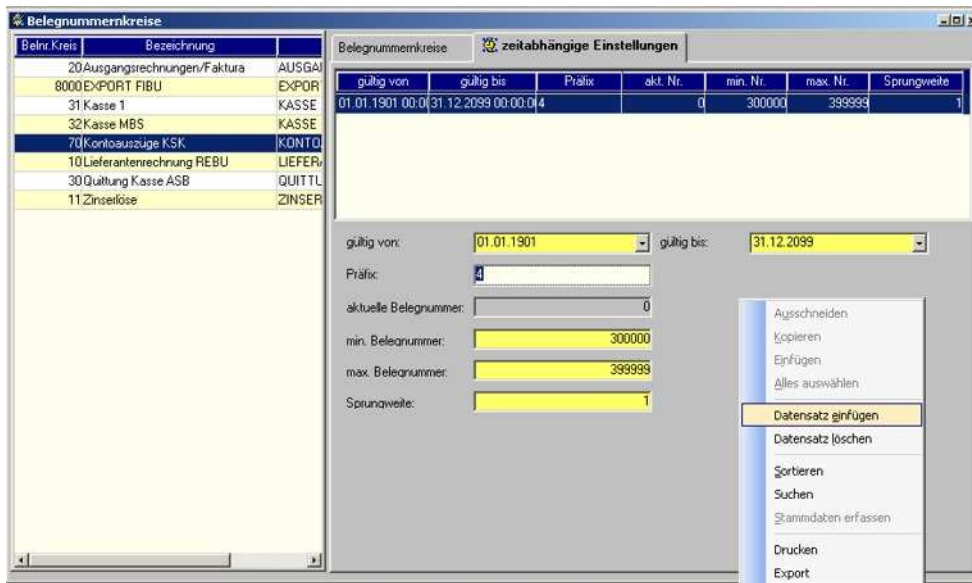 Belegnummernkreise
Belnr.Kreis Bezeichnung
20 Ausgangsrechnungen/Faktura AUSGA
8000 EXPORT FIBU EXPOR
31 Kasse 1 KASSE
32 Kasse MBS KASSE
70 Kontoauszüge KSK KONTO
10 Lieferantenrechnung REBU LIEFER
30 Quittung Kasse ASB QUITTU
11 Zinserlöse ZINSER
Belegnummernkreise zeitabhängige Einstellungen
gültig von gültig bis Präfix akt. Nr. min. Nr. max. Nr. Sprungweite
01.01.1901 00:0 31.12.2099 00:00:0 4 0 300000 399999 1
gültig von: 01.01.1901 gültig bis: 31.12.2099
Präfix: 4
aktuelle Belegnummer: 0
min. Belegnummer: 300000
max. Belegnummer: 399999
Sprungweite: 1
Ausschneiden
Kopieren
Einfügen
Alles auswählen
Datensatz einfügen
Datensatz löschen
Sortieren
Suchen
Stammdaten erfassen
Drucken
Export